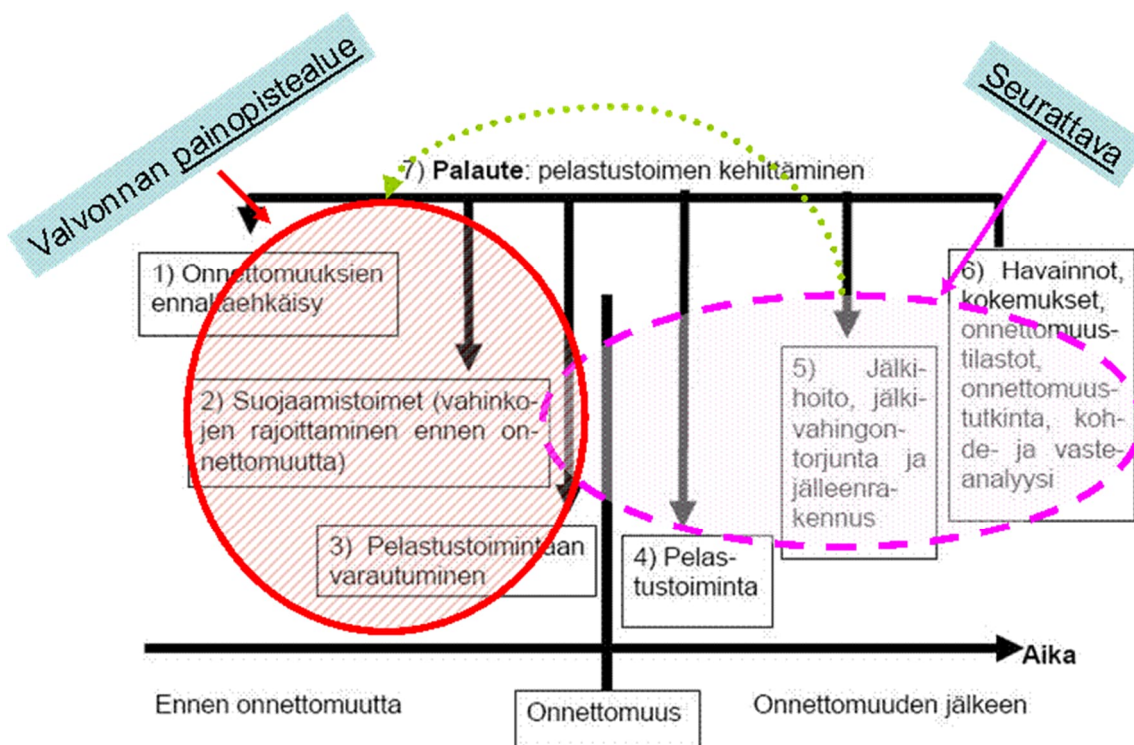 Valvonnan painopistealue
Seurattava
7) Palaute: pelastustoimen kehittäminen
1) Onnettomuuksien
ennaltaehkäisy
2) Suojaamistoimet (vahinko-
jen rajoittaminen ennen on-
nettomuutta)
3) Pelastustoimintaan
varautuminen
4) Pelas-
tustoiminta
5) Jälki-
hoito, jälki-
vahingon-
torjunta ja
jälleenra-
kennus
6) Havainnot,
kokemukset,
onnettomuus-
tilastot,
onnettomuus-
tutkinta, koh-
de- ja vaste-
analyysi
Aika
Ennen onnettomuutta
Onnettomuus
Onnettomuuden jälkeen